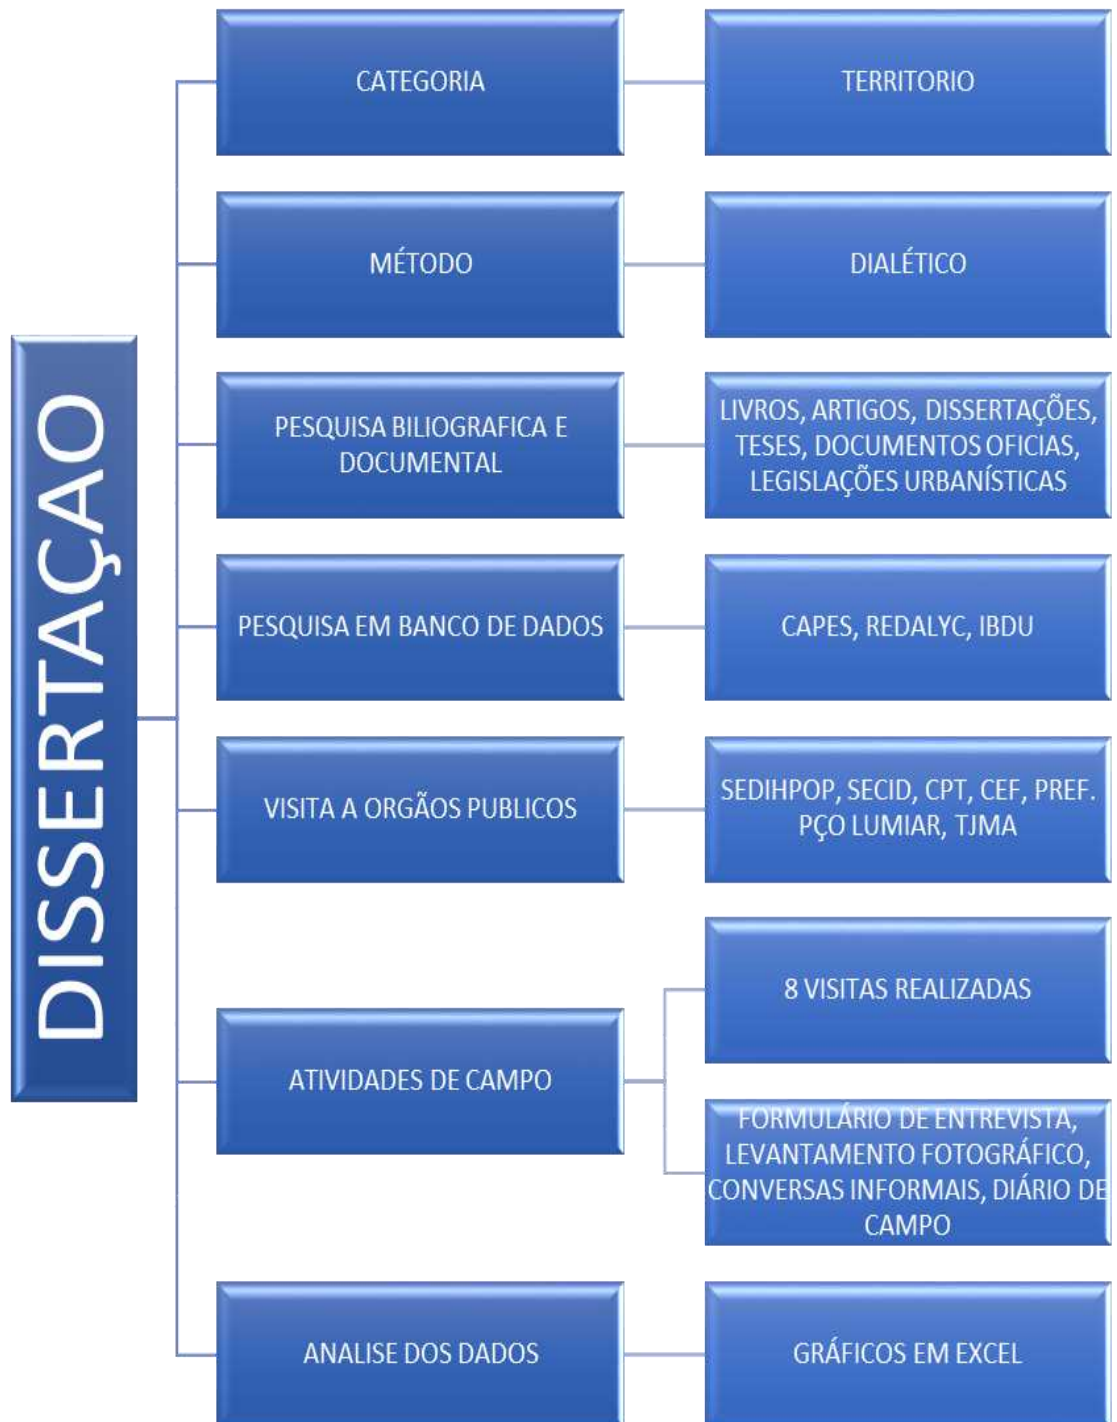 DISSERTAÇAO
CATEGORIA
TERRITORIO
MÉTODO
DIALÉTICO
PESQUISA BILIOGRAFICA E
DOCUMENTAL
LIVROS, ARTIGOS, DISSERTAÇÕES,
TESES, DOCUMENTOS OFICIAS,
LEGISLAÇÕES URBANÍSTICAS
PESQUISA EM BANCO DE DADOS
CAPES, REDALYC, IBDU
VISITA A ORGÃOS PUBLICOS
SEDIHPOP, SECID, CPT, CEF, PREF.
PÇO LUMIAR, TJMA
ATIVIDADES DE CAMPO
8 VISITAS REALIZADAS
FORMULÁRIO DE ENTREVISTA,
LEVANTAMENTO FOTOGRÁFICO,
CONVERSAS INFORMAIS, DIÁRIO DE
CAMPO
ANALISE DOS DADOS
GRÁFICOS EM EXCEL